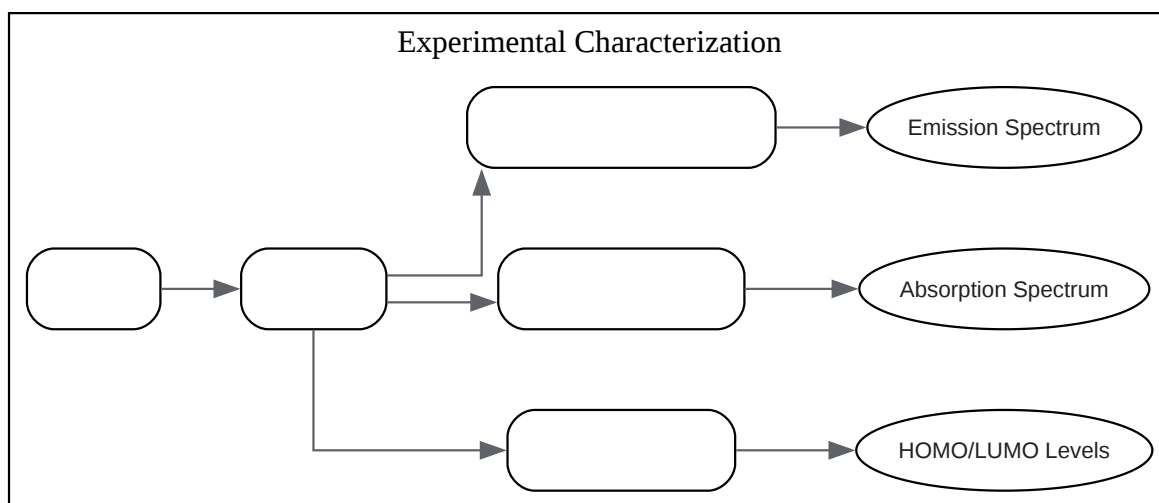 Experimental Characterization
Emission Spectrum
Absorption Spectrum
HOMO/LUMO Levels